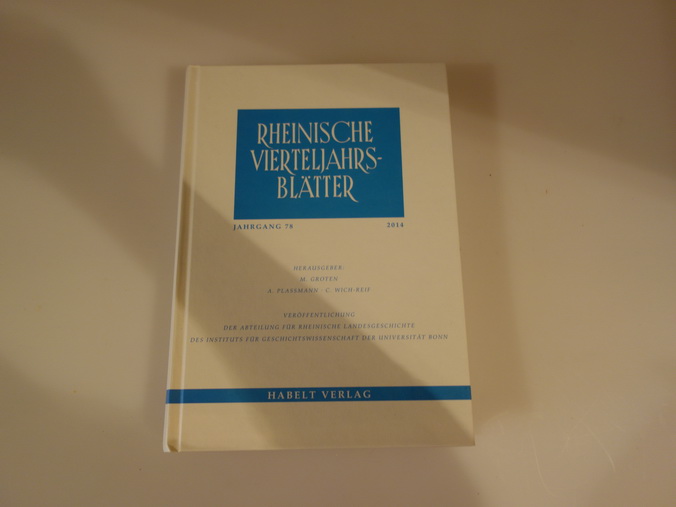 RHEINISCHE
VIERTELJAHRS-
BLÄTTER
JAHRGANG 78 2014
HERAUSGEBER:
M. GROTEN
A. PLASSMANN · C. WICH-REIF
VERÖFFENTLICHUNG
DER ABTEILUNG FÜR RHEINISCHE LANDESGESCHICHTE
DES INSTITUTS FÜR GESCHICHTSWISSENSCHAFT DER UNIVERSITÄT BONN
HABELT VERLAG